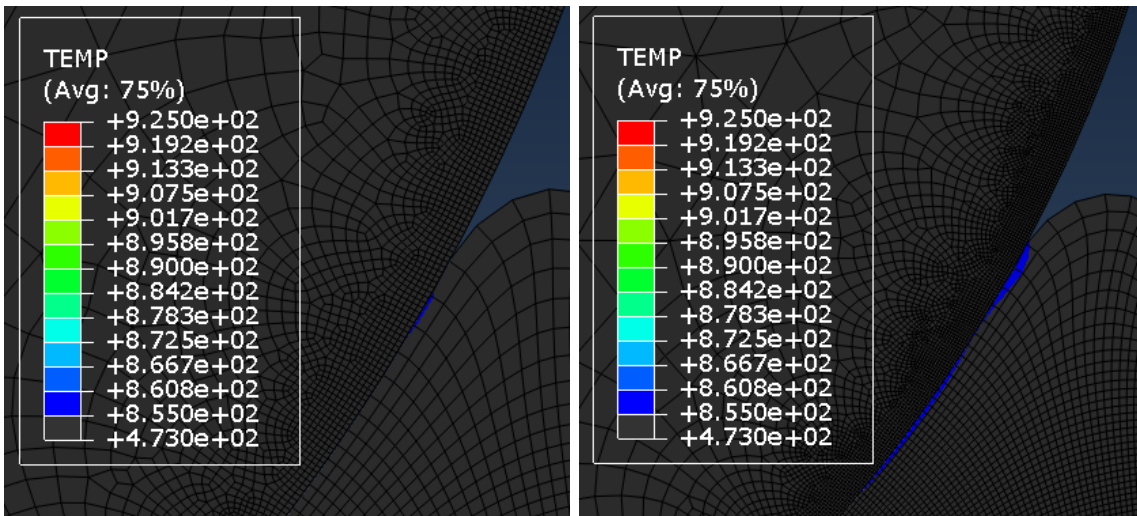 TEMP
(Avg: 75%)
+9.250e+02
+9.192e+02
+9.133e+02
+9.075e+02
+9.017e+02
+8.958e+02
+8.900e+02
+8.842e+02
+8.783e+02
+8.725e+02
+8.667e+02
+8.608e+02
+8.550e+02
+4.730e+02
TEMP
(Avg: 75%)
+9.250e+02
+9.192e+02
+9.133e+02
+9.075e+02
+9.017e+02
+8.958e+02
+8.900e+02
+8.842e+02
+8.783e+02
+8.725e+02
+8.667e+02
+8.608e+02
+8.550e+02
+4.730e+02